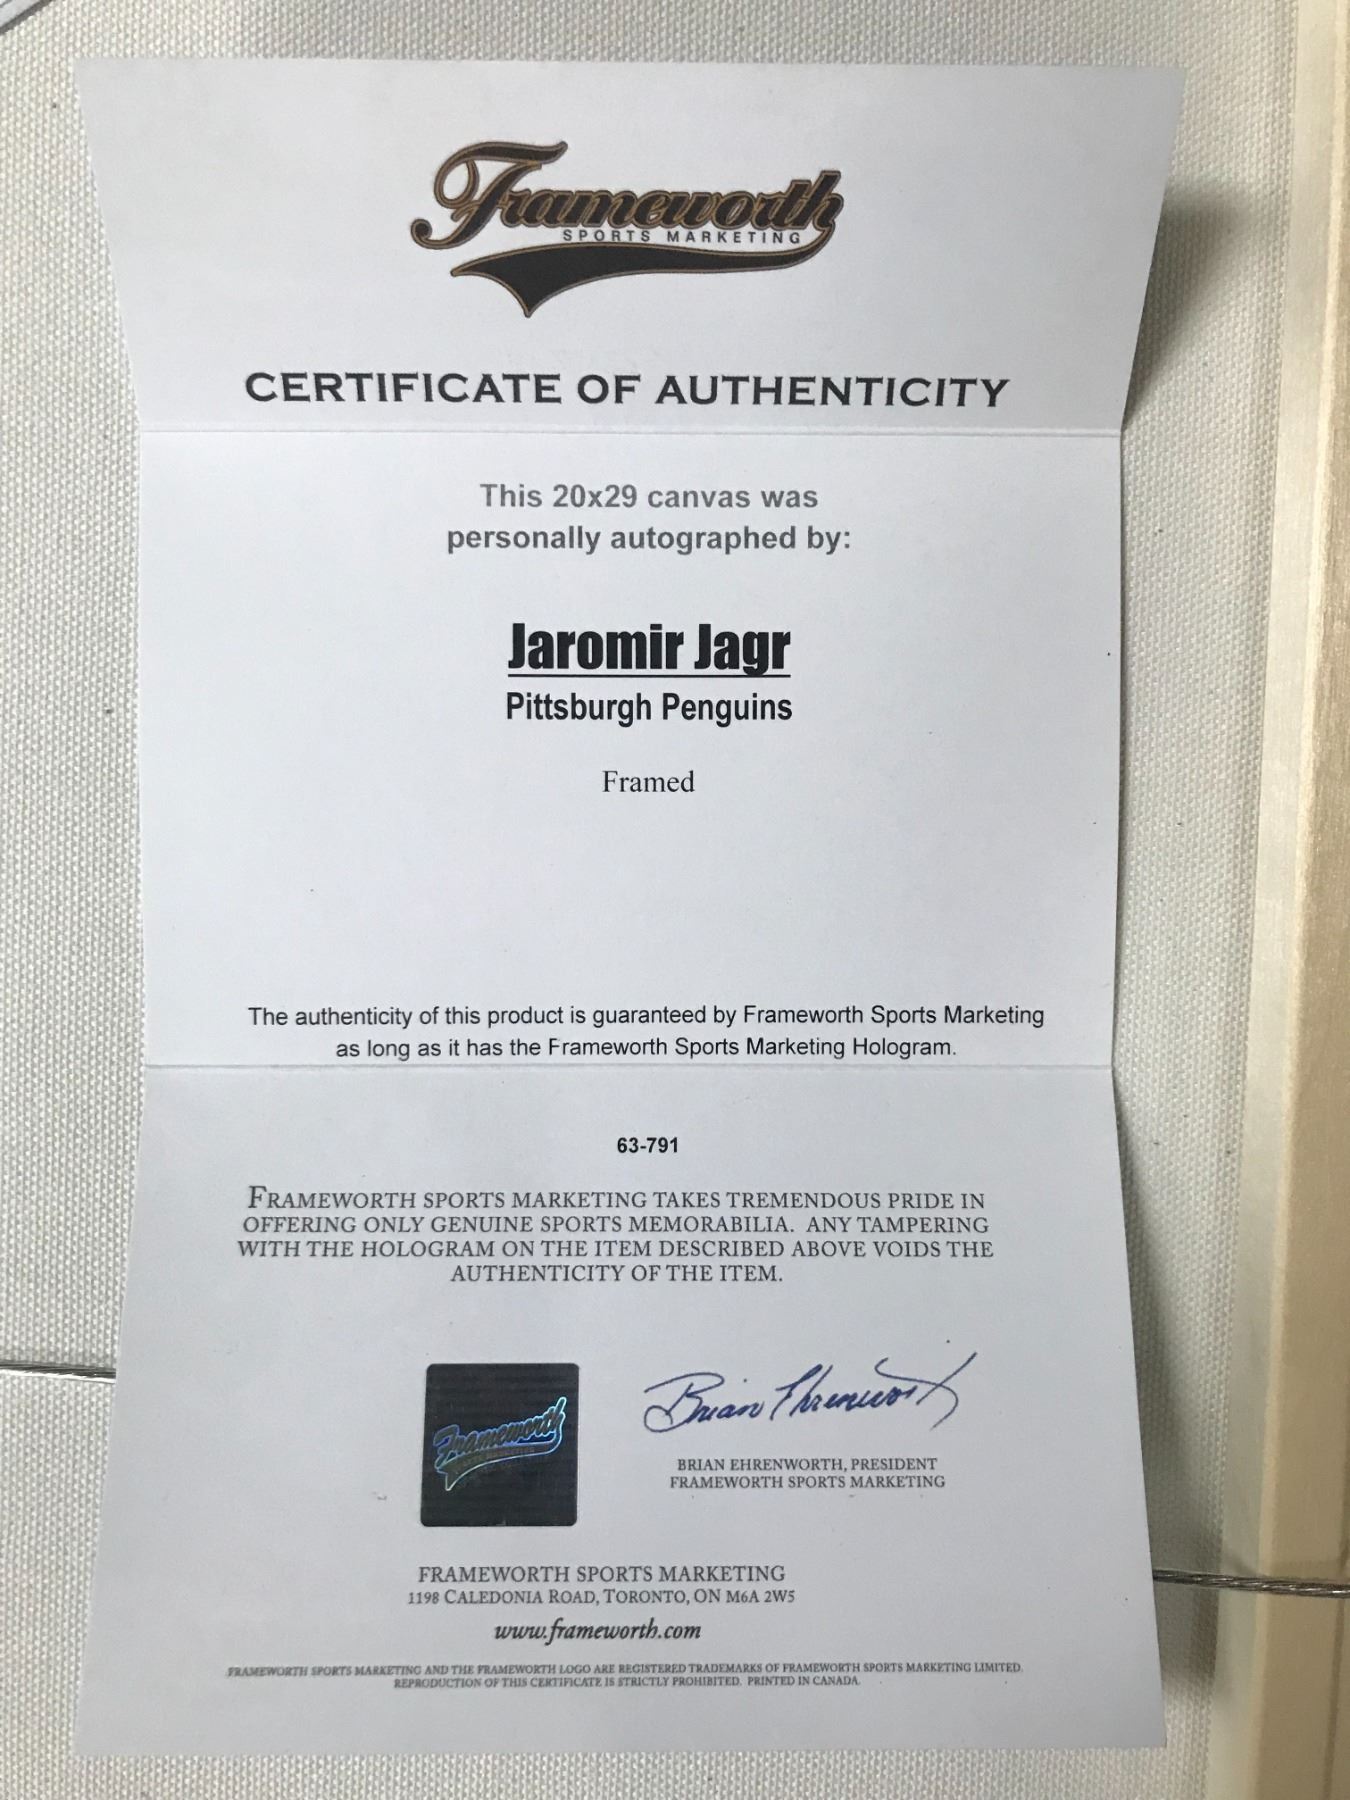 Frameworth
SPORTS MARKETING
CERTIFICATE OF AUTHENTICITY
This 20x29 canvas was
personally autographed by:
Jaromir Jagr
Pittsburgh Penguins
Framed
The authenticity of this product is guaranteed by Frameworth Sports Marketing
as long as it has the Frameworth Sports Marketing Hologram.
63-791
FRAMEWORTH SPORTS MARKETING TAKES TREMENDOUS PRIDE IN
OFFERING ONLY GENUINE SPORTS MEMORABILIA. ANY TAMPERING
WITH THE HOLOGRAM ON THE ITEM DESCRIBED ABOVE VOIDS THE
AUTHENTICITY OF THE ITEM.
Frameworth
Brian Ehrenworth
BRIAN EHRENWORTH, PRESIDENT
FRAMEWORTH SPORTS MARKETING
FRAMEWORTH SPORTS MARKETING
1198 CALEDONIA ROAD, TORONTO, ON M6A 2W5
www.frameworth.com
FRAMEWORTH SPORTS MARKETING AND THE FRAMEWORTH LOGO ARE REGISTERED TRADEMARKS OF FRAMEWORTH SPORTS MARKETING LIMITED.
REPRODUCTION OF THIS CERTIFICATE IS STRICTLY PROHIBITED. PRINTED IN CANADA.